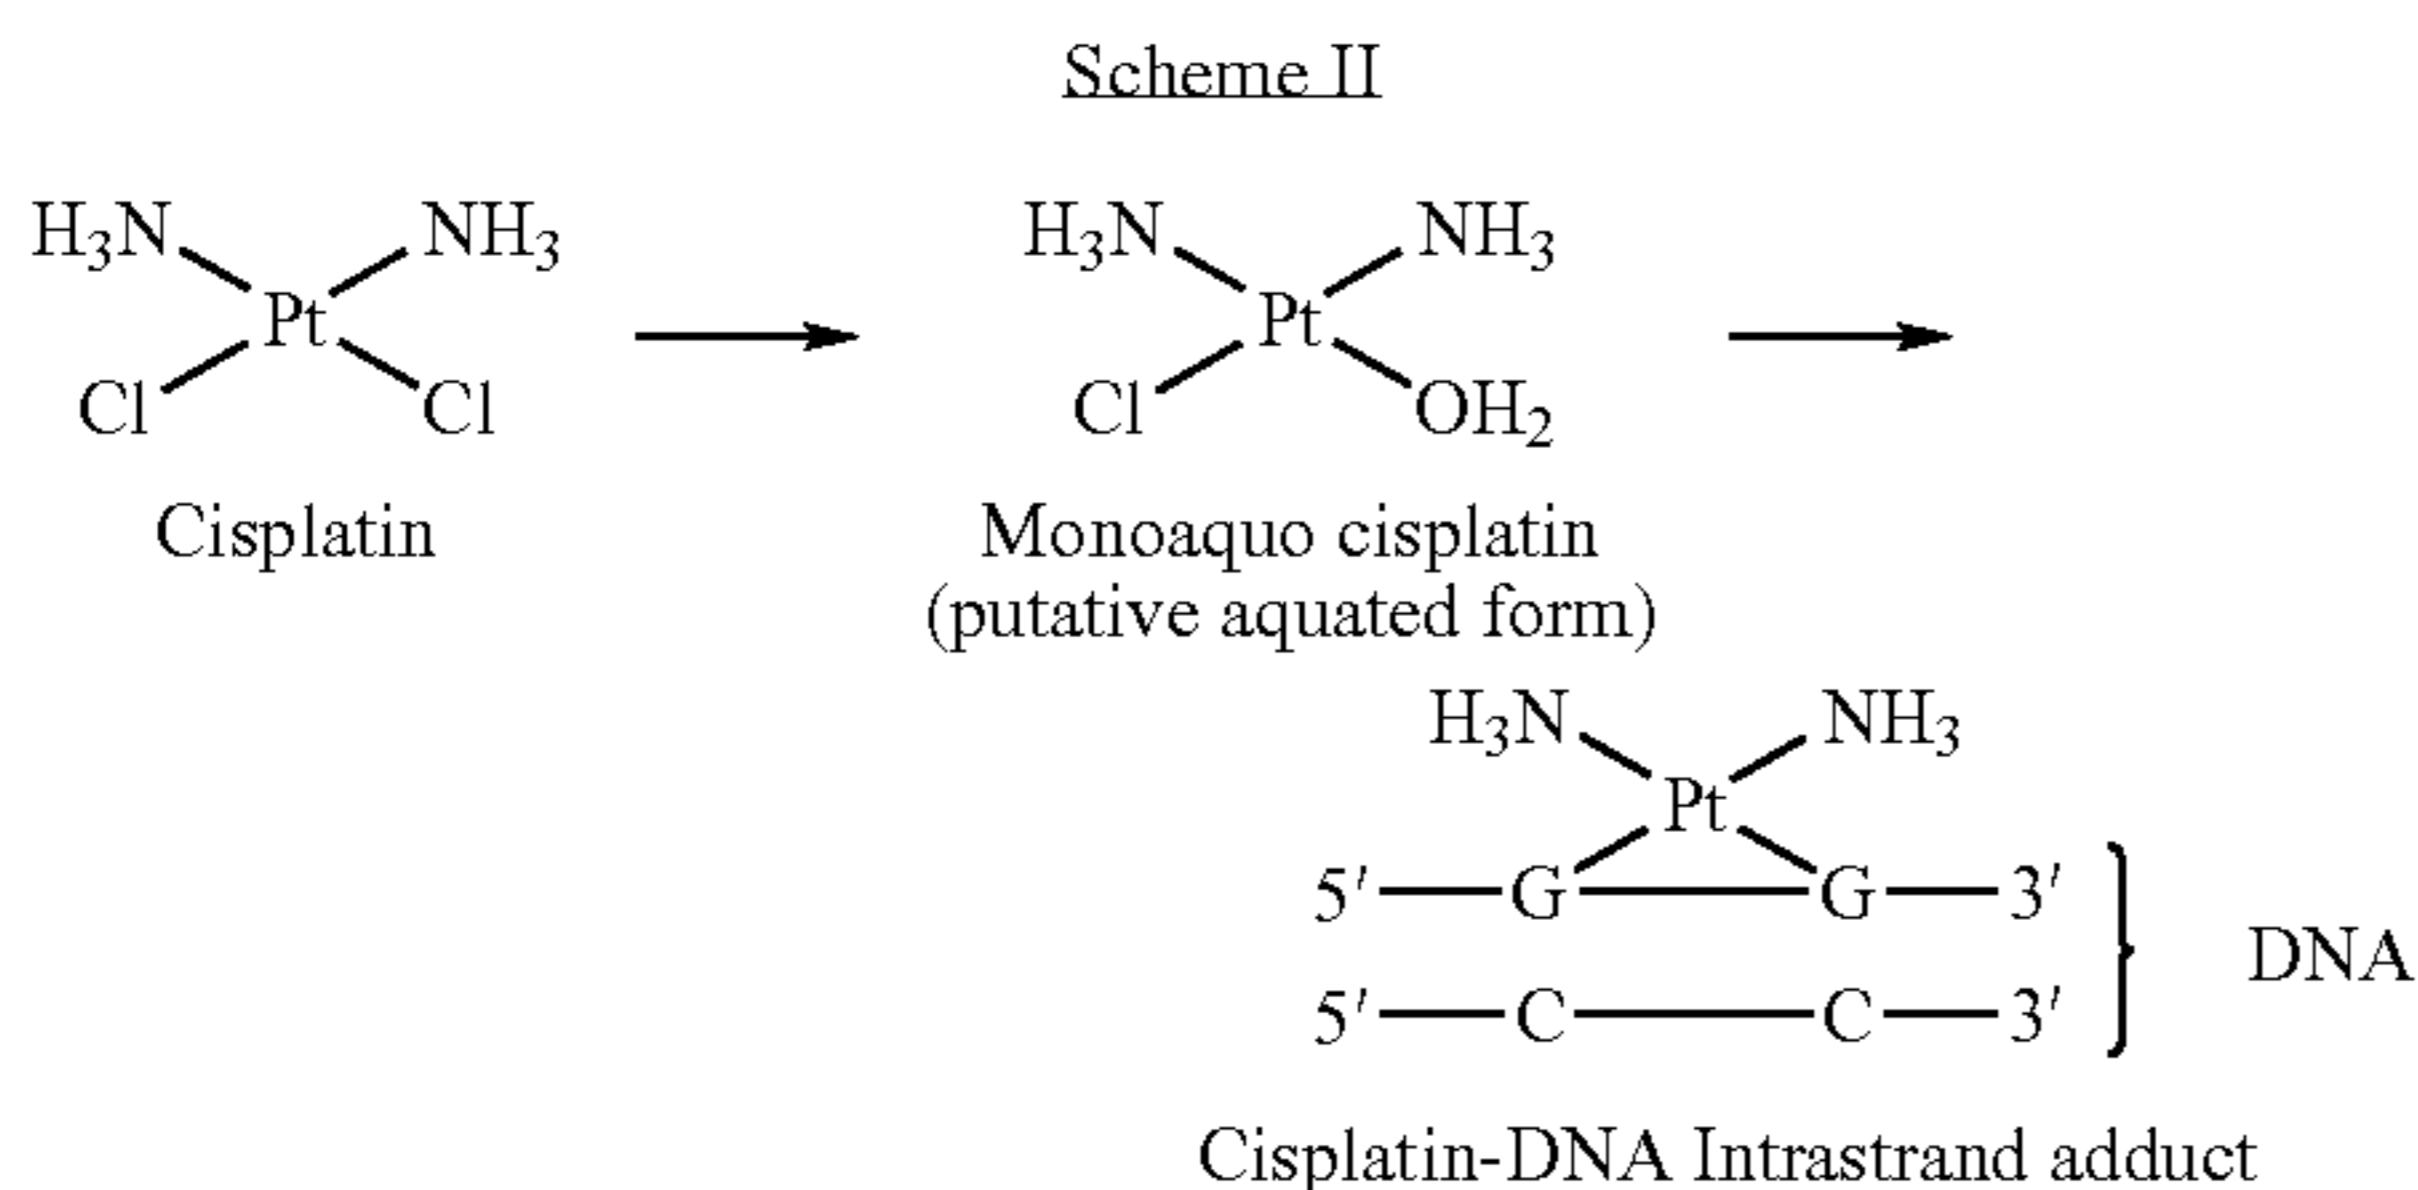 Scheme II
H₃N NH₃ H₃N NH₃
Pt Pt
Cl Cl Cl OH₂
Cisplatin Monoaquo cisplatin
(putative aquated form)
H₃N NH₃
Pt
5′ G G 3′
DNA
5′ C C 3′
Cisplatin-DNA Intrastrand adduct